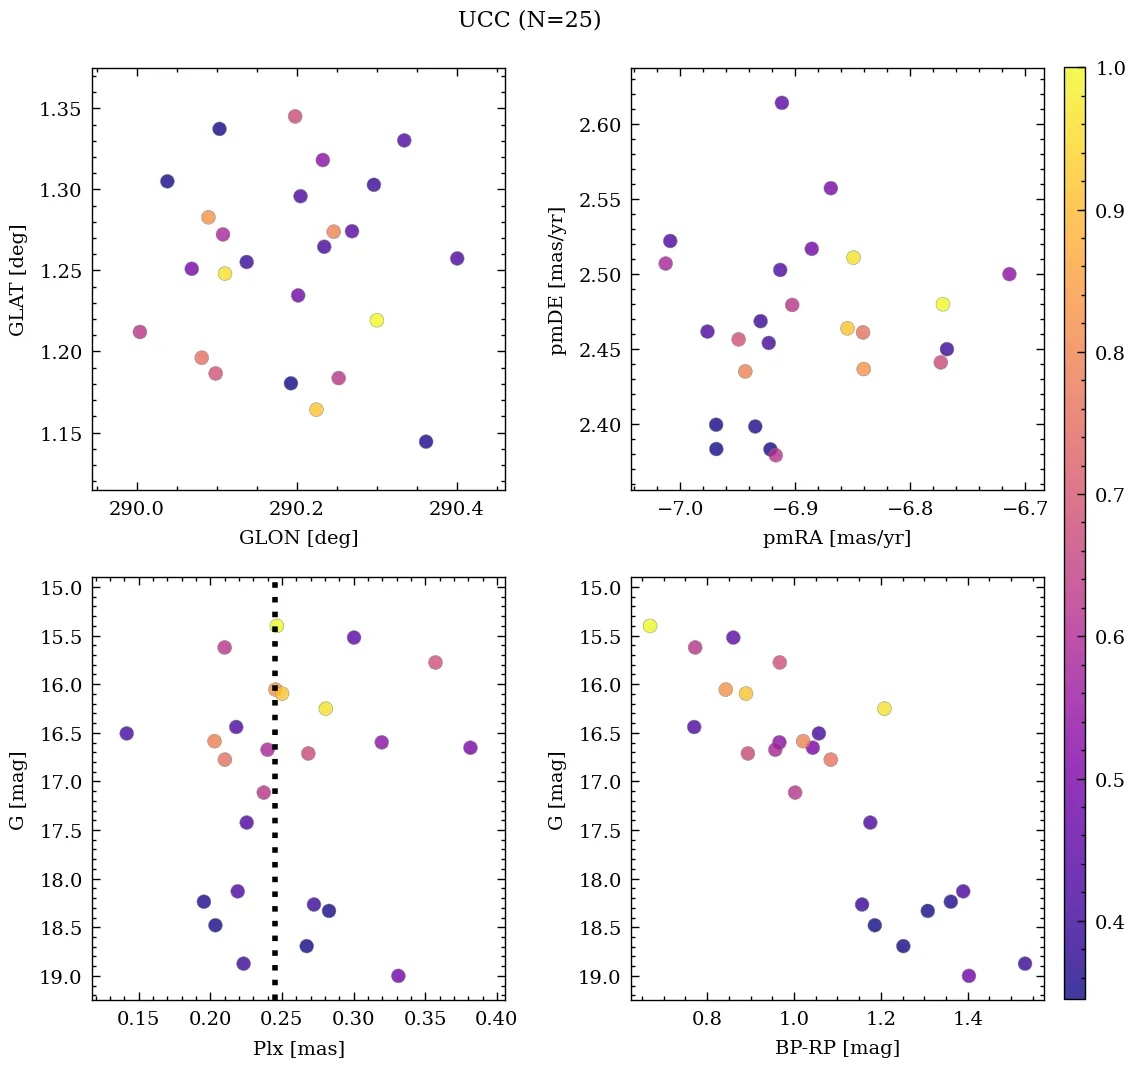 UCC (N=25)
1.35
1.30
1.25
1.20
1.15
GLAT [deg]
290.0 290.2 290.4
GLON [deg]
2.60
2.55
2.50
2.45
2.40
pmDE [mas/yr]
−7.0 −6.9 −6.8 −6.7
pmRA [mas/yr]
15.0
15.5
16.0
16.5
17.0
17.5
18.0
18.5
19.0
G [mag]
0.15 0.20 0.25 0.30 0.35 0.40
Plx [mas]
15.0
15.5
16.0
16.5
17.0
17.5
18.0
18.5
19.0
G [mag]
0.8 1.0 1.2 1.4
BP-RP [mag]
1.0
0.9
0.8
0.7
0.6
0.5
0.4